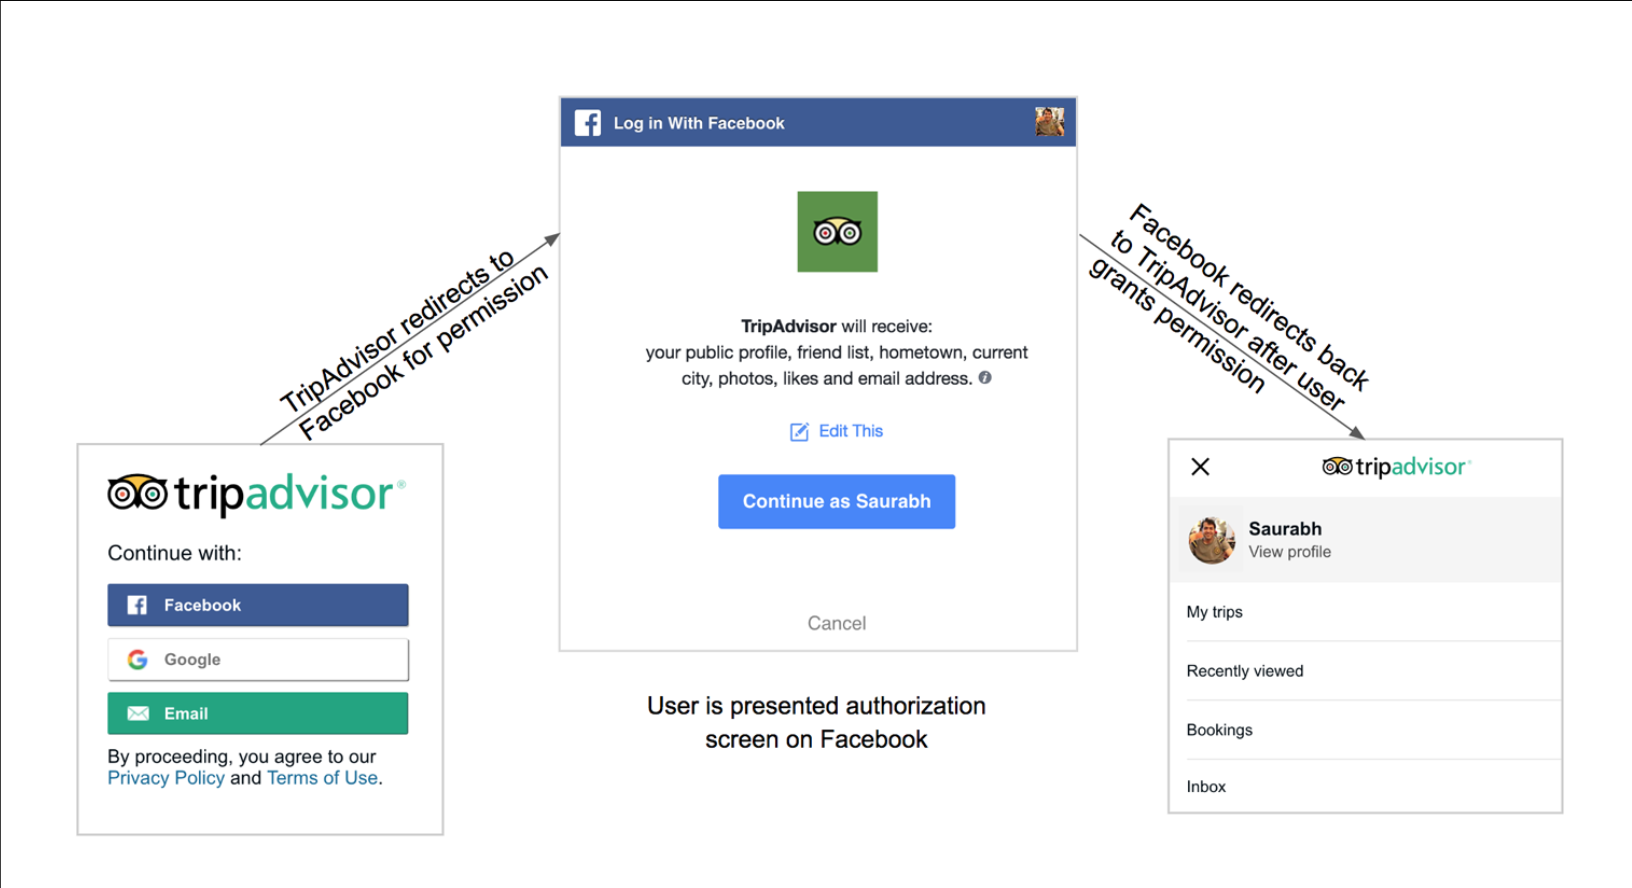 TripAdvisor redirects to
Facebook for permission
tripadvisor®
Continue with:
Facebook
Google
Email
By proceeding, you agree to our
Privacy Policy and Terms of Use.
Log in With Facebook
TripAdvisor will receive:
your public profile, friend list, hometown, current
city, photos, likes and email address.
Edit This
Continue as Saurabh
Cancel
User is presented authorization
screen on Facebook
Facebook redirects back
to TripAdvisor after user
grants permission
tripadvisor®
Saurabh
View profile
My trips
Recently viewed
Bookings
Inbox